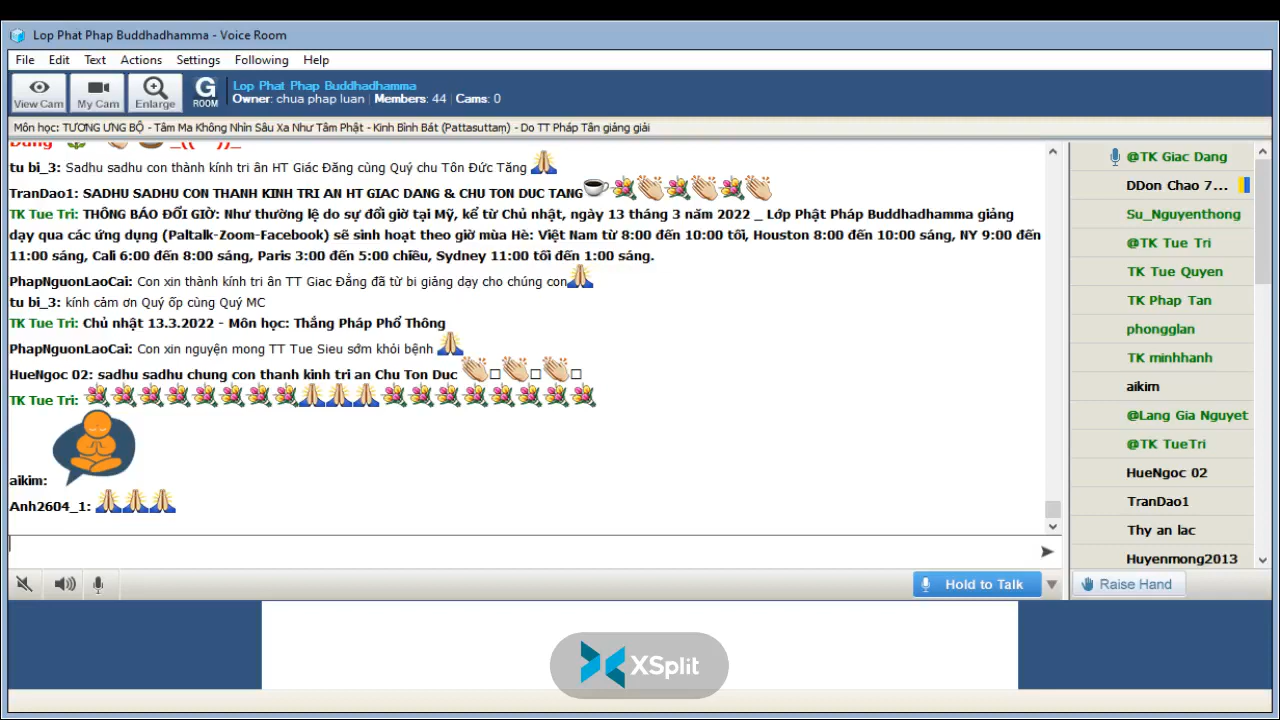 Lop Phat Phap Buddhadhamma - Voice Room
File Edit Text Actions Settings Following Help
View Cam My Cam Enlarge G ROOM
Lop Phat Phap Buddhadhamma
Owner: chua phap luan | Members: 44 | Cams: 0
Môn học: TƯƠNG ƯNG BỘ - Tâm Ma Không Nhìn Sâu Xa Như Tâm Phật - Kinh Bình Bát (Pattasuttaṃ) - Do TT Pháp Tân giảng giải
tu bi_3: Sadhu sadhu con thành kính tri ân HT Giác Đăng cùng Quý chu Tôn Đức Tăng
TranDao1: SADHU SADHU CON THANH KINH TRI AN HT GIAC DANG & CHU TON DUC TANG
TK Tue Tri: THÔNG BÁO ĐỔI GIỜ: Như thường lệ do sự đổi giờ tại Mỹ, kể từ Chủ nhật, ngày 13 tháng 3 năm 2022 _ Lớp Phật Pháp Buddhadhamma giảng
dạy qua các ứng dụng (Paltalk-Zoom-Facebook) sẽ sinh hoạt theo giờ mùa Hè: Việt Nam từ 8:00 đến 10:00 tối, Houston 8:00 đến 10:00 sáng, NY 9:00 đến
11:00 sáng, Cali 6:00 đến 8:00 sáng, Paris 3:00 đến 5:00 chiều, Sydney 11:00 tối đến 1:00 sáng.
PhapNguonLaoCai: Con xin thành kính tri ân TT Giac Đẳng đã từ bi giảng dạy cho chúng con
tu bi_3: kính cảm ơn Quý ốp cùng Quý MC
TK Tue Tri: Chủ nhật 13.3.2022 - Môn học: Thắng Pháp Phổ Thông
PhapNguonLaoCai: Con xin nguyện mong TT Tue Sieu sớm khỏi bệnh
HueNgoc 02: sadhu sadhu chung con thanh kinh tri an Chu Ton Duc
TK Tue Tri:
aikim:
Anh2604_1:
Hold to Talk
@TK Giac Dang
DDon Chao 7...
Su_Nguyenthong
@TK Tue Tri
TK Tue Quyen
TK Phap Tan
phongglan
TK minhhanh
aikim
@Lang Gia Nguyet
@TK TueTri
HueNgoc 02
TranDao1
Thy an lac
Huyenmong2013
Raise Hand
XSplit